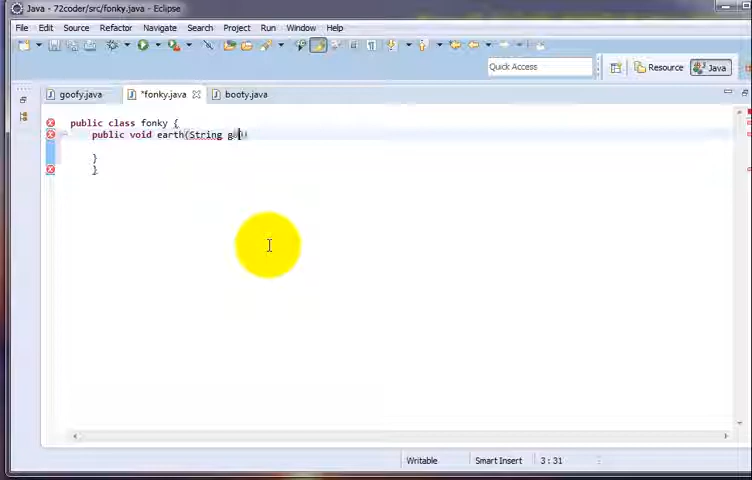 Java - 72coder/src/fonky.java - Eclipse
File Edit Source Refactor Navigate Search Project Run Window Help
Quick Access Resource Java
goofy.java *fonky.java booty.java
public class fonky {
public void earth(String
}
}
Writable Smart Insert 3 : 31